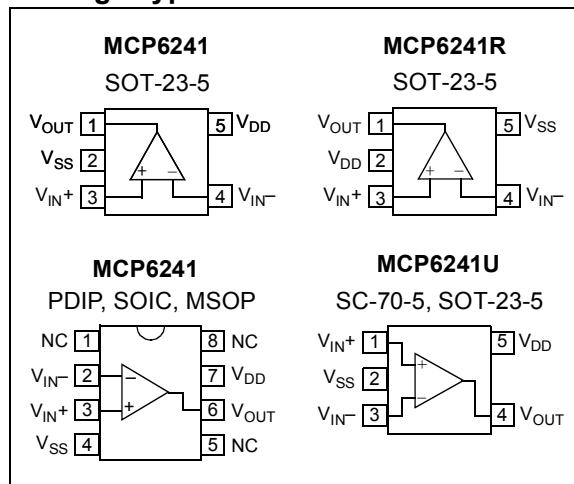 MCP6241
SOT-23-5
VOUT 1 5 VDD
VSS 2
VIN+ 3 4 VIN–
+ −
MCP6241R
SOT-23-5
VOUT 1 5 VSS
VDD 2
VIN+ 3 4 VIN–
+ −
MCP6241
PDIP, SOIC, MSOP
NC 1 8 NC
VIN– 2 7 VDD
VIN+ 3 6 VOUT
VSS 4 5 NC
−
+
MCP6241U
SC-70-5, SOT-23-5
VIN+ 1 5 VDD
VSS 2
VIN– 3 4 VOUT
+
−